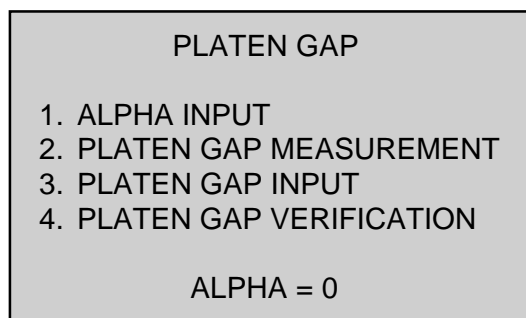 PLATEN GAP
1. ALPHA INPUT
2. PLATEN GAP MEASUREMENT
3. PLATEN GAP INPUT
4. PLATEN GAP VERIFICATION
ALPHA = 0